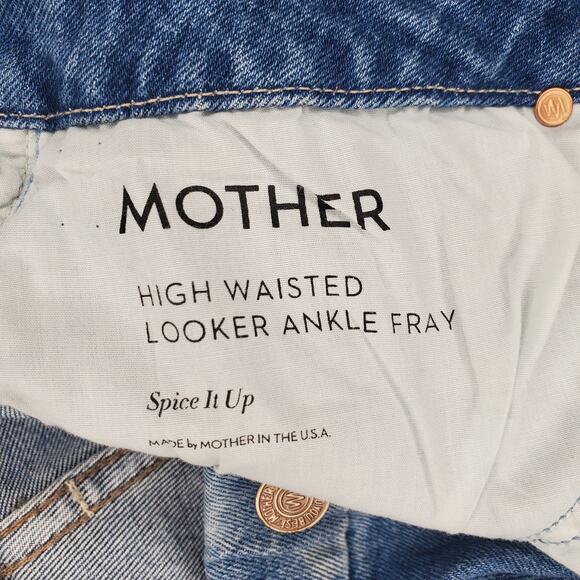 MOTHER
HIGH WAISTED
LOOKER ANKLE FRAY
Spice It Up
MADE by MOTHER IN THE U.S.A.